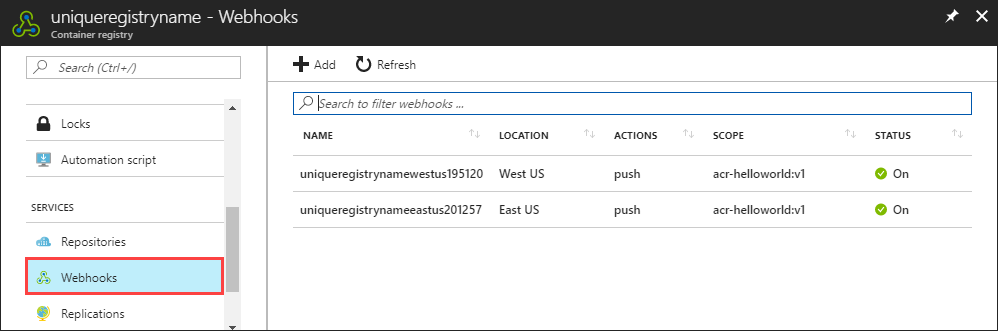 uniqueregistryname - Webhooks
Container registry
Search (Ctrl+/)
Locks
Automation script
SERVICES
Repositories
Webhooks
Replications
Add Refresh
Search to filter webhooks ...
NAME LOCATION ACTIONS SCOPE STATUS
uniqueregistrynamewestus195120 West US push acr-helloworld:v1 On
uniqueregistrynameeastus201257 East US push acr-helloworld:v1 On